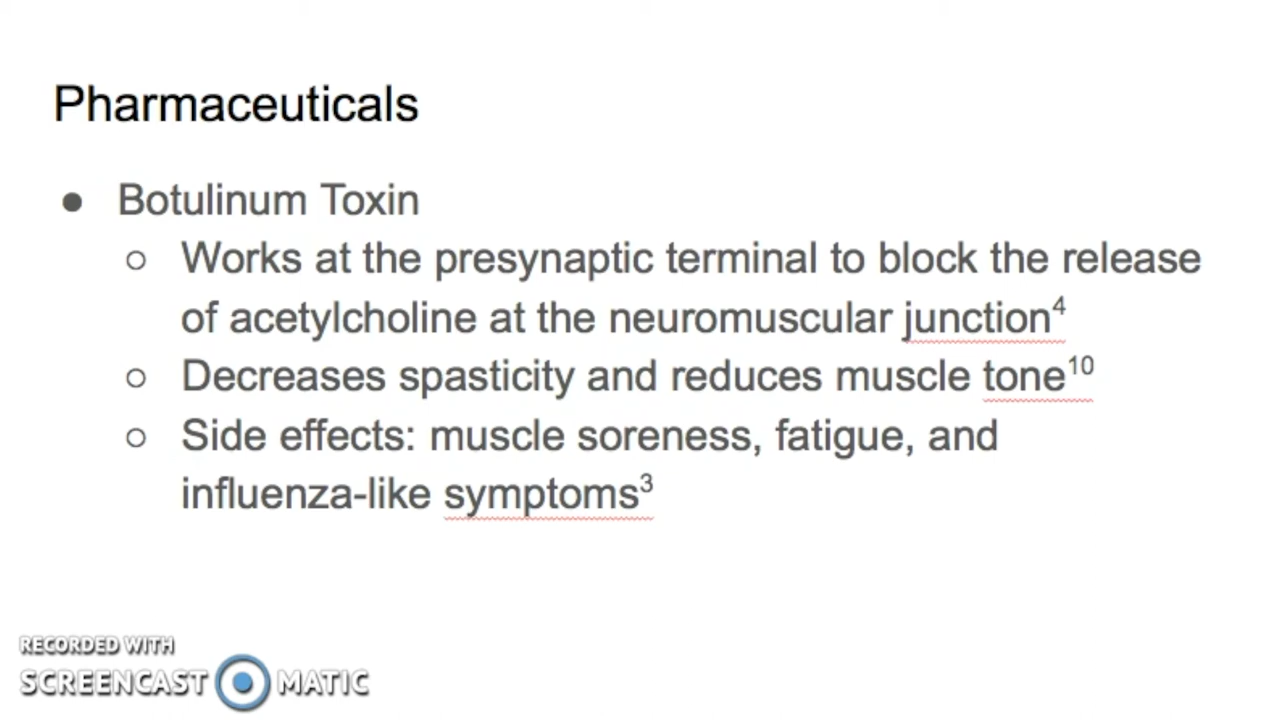 Pharmaceuticals
● Botulinum Toxin
○ Works at the presynaptic terminal to block the release
of acetylcholine at the neuromuscular junction⁴
○ Decreases spasticity and reduces muscle tone¹⁰
○ Side effects: muscle soreness, fatigue, and
influenza-like symptoms³
RECORDED WITH
SCREENCAST MATIC